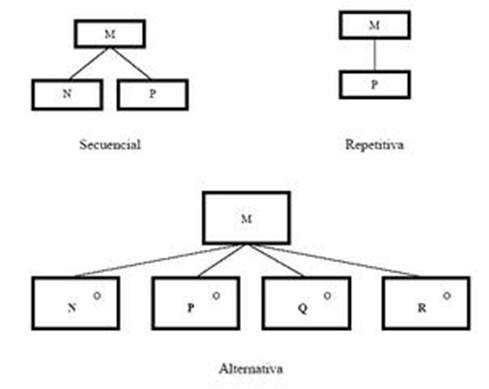 M
N
P
Secuencial
M
P
Repetitiva
M
N O
P O
Q O
R O
Alternativa